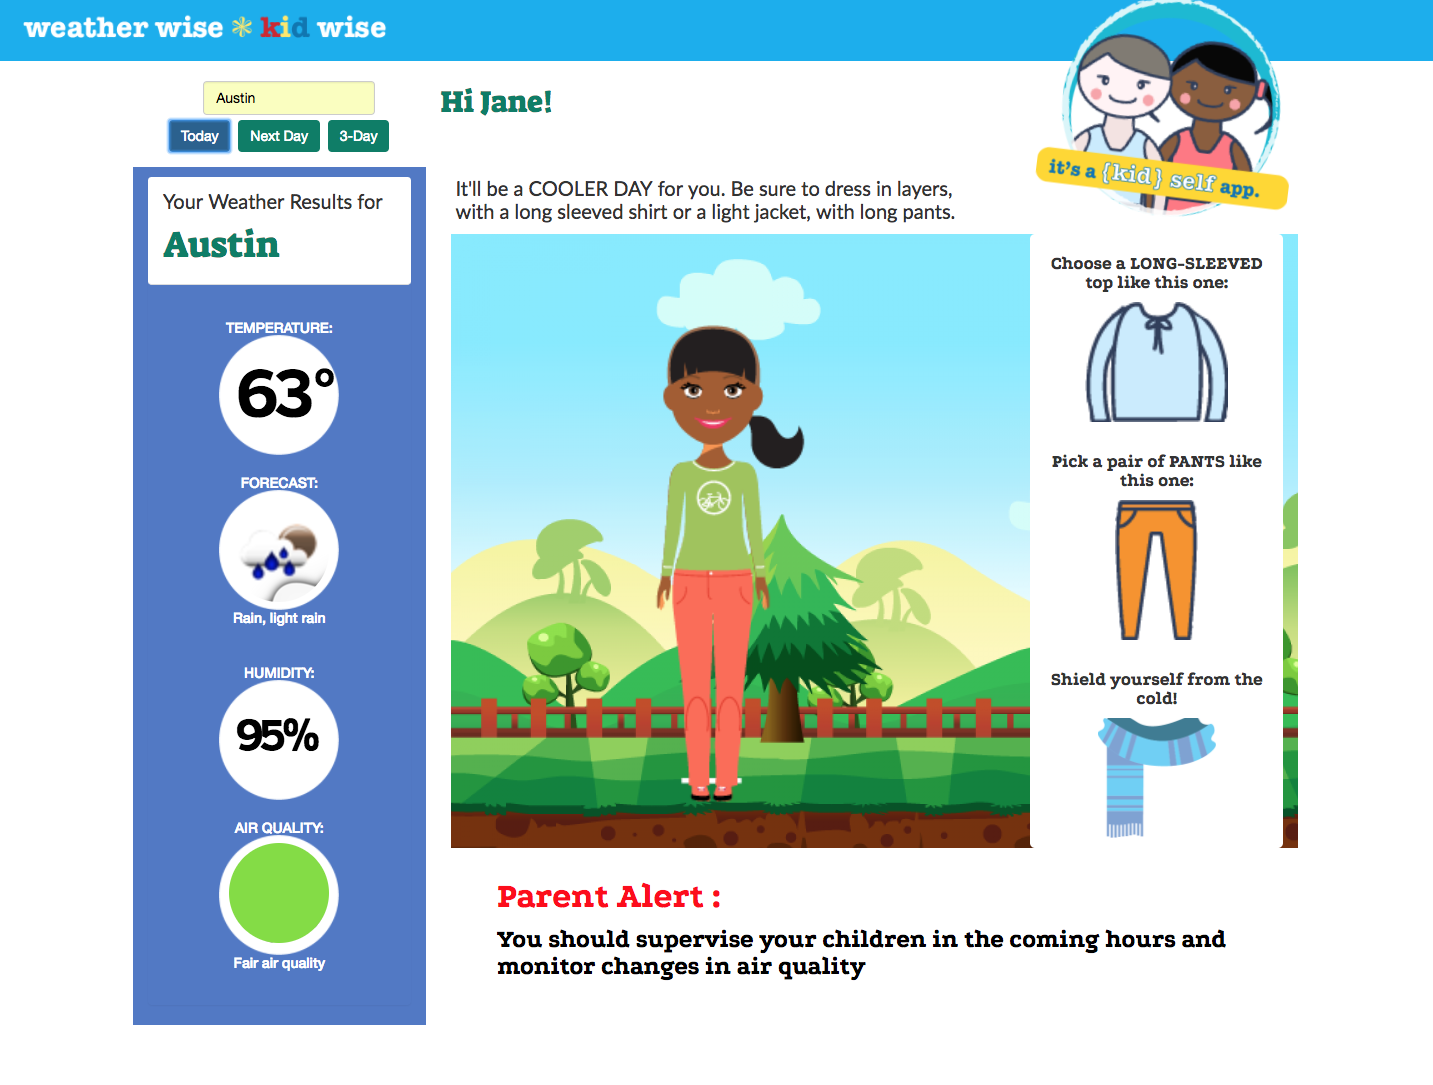 weather wise kid wise
Austin
Today Next Day 3-Day
Hi Jane!
it's a {kid} self app.
Your Weather Results for
Austin
TEMPERATURE:
63°
FORECAST:
Rain, light rain
HUMIDITY:
95%
AIR QUALITY:
Fair air quality
It'll be a COOLER DAY for you. Be sure to dress in layers,
with a long sleeved shirt or a light jacket, with long pants.
Choose a LONG-SLEEVED
top like this one:
Pick a pair of PANTS like
this one:
Shield yourself from the
cold!
Parent Alert :
You should supervise your children in the coming hours and
monitor changes in air quality